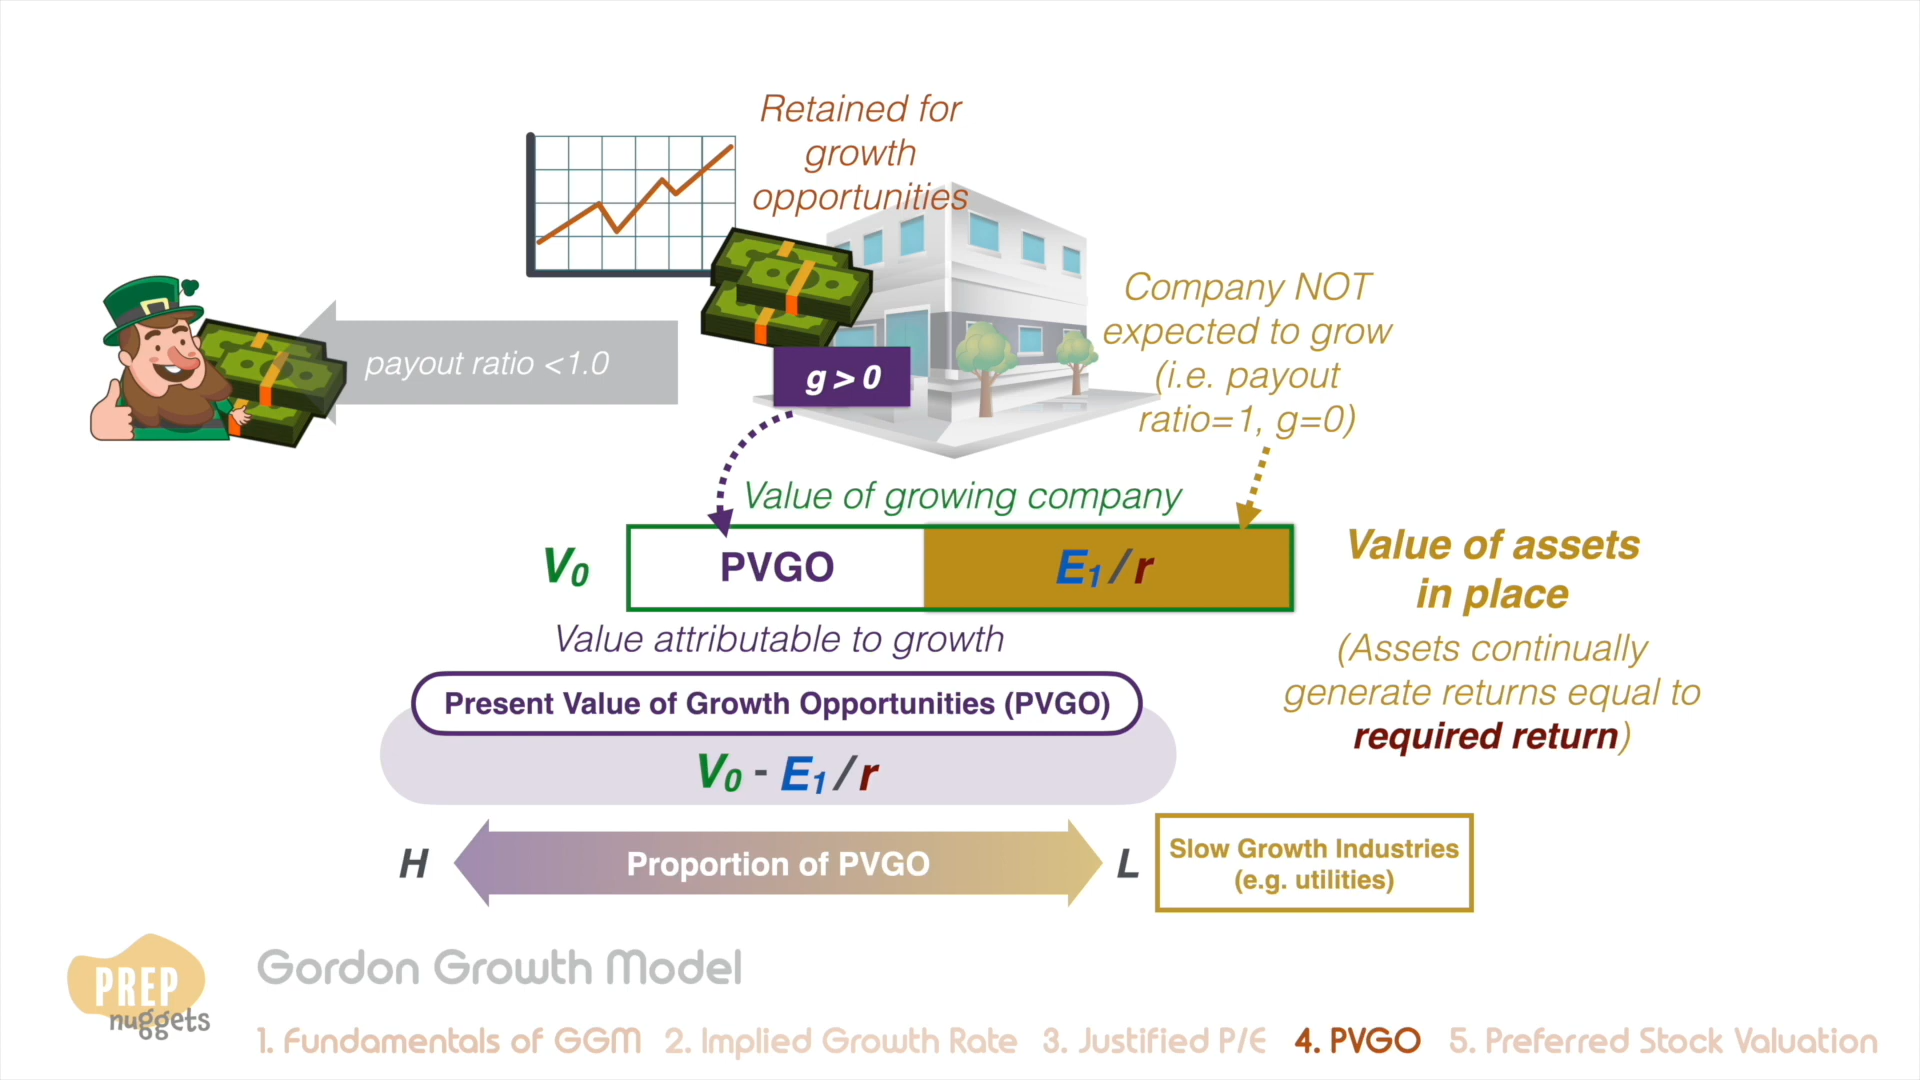 Retained for
growth
opportunities
payout ratio <1.0
g > 0
Company NOT
expected to grow
(i.e. payout
ratio=1, g=0)
Value of growing company
V₀
PVGO
E₁ / r
Value of assets
in place
(Assets continually
generate returns equal to
required return)
Value attributable to growth
Present Value of Growth Opportunities (PVGO)
V₀ - E₁ / r
H
Proportion of PVGO
L
Slow Growth Industries
(e.g. utilities)
PREP
nuggets
Gordon Growth Model
1. Fundamentals of GGM 2. Implied Growth Rate 3. Justified P/E 4. PVGO 5. Preferred Stock Valuation